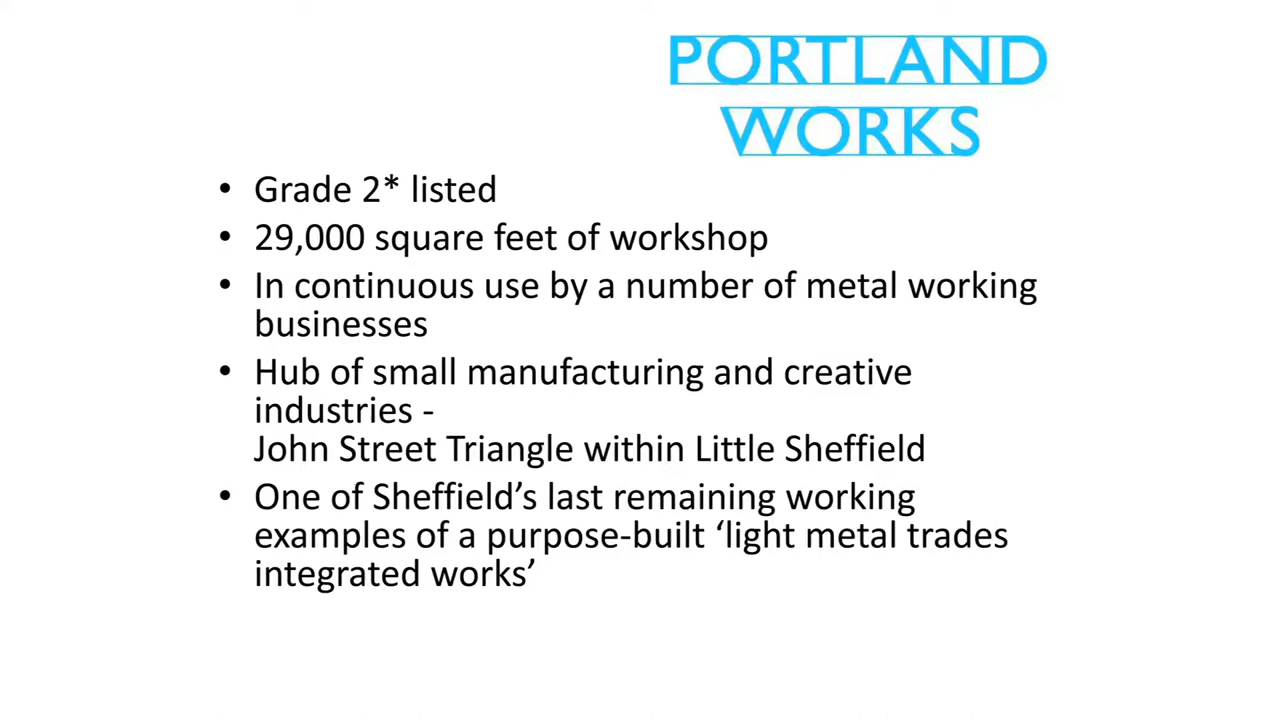 PORTLAND
WORKS
• Grade 2* listed
• 29,000 square feet of workshop
• In continuous use by a number of metal working
businesses
• Hub of small manufacturing and creative
industries -
John Street Triangle within Little Sheffield
• One of Sheffield’s last remaining working
examples of a purpose-built ‘light metal trades
integrated works’